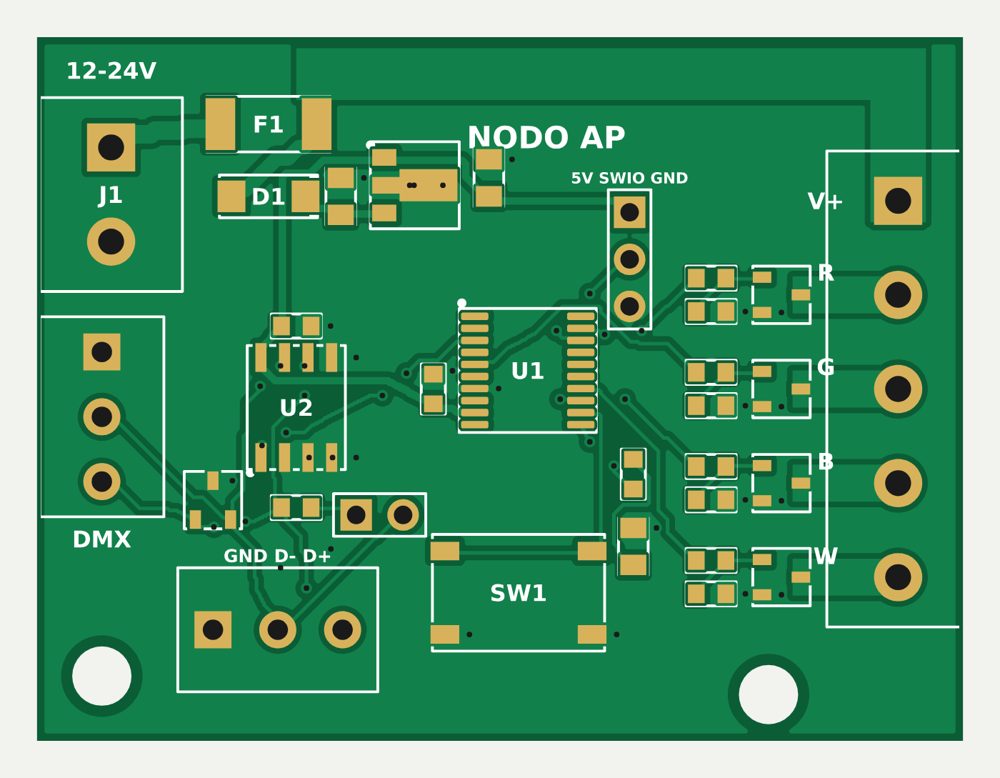 12-24V
F1
NODO AP
5V SWIO GND
J1
D1
V+
R
U1
G
U2
B
DMX
GND D- D+
W
SW1